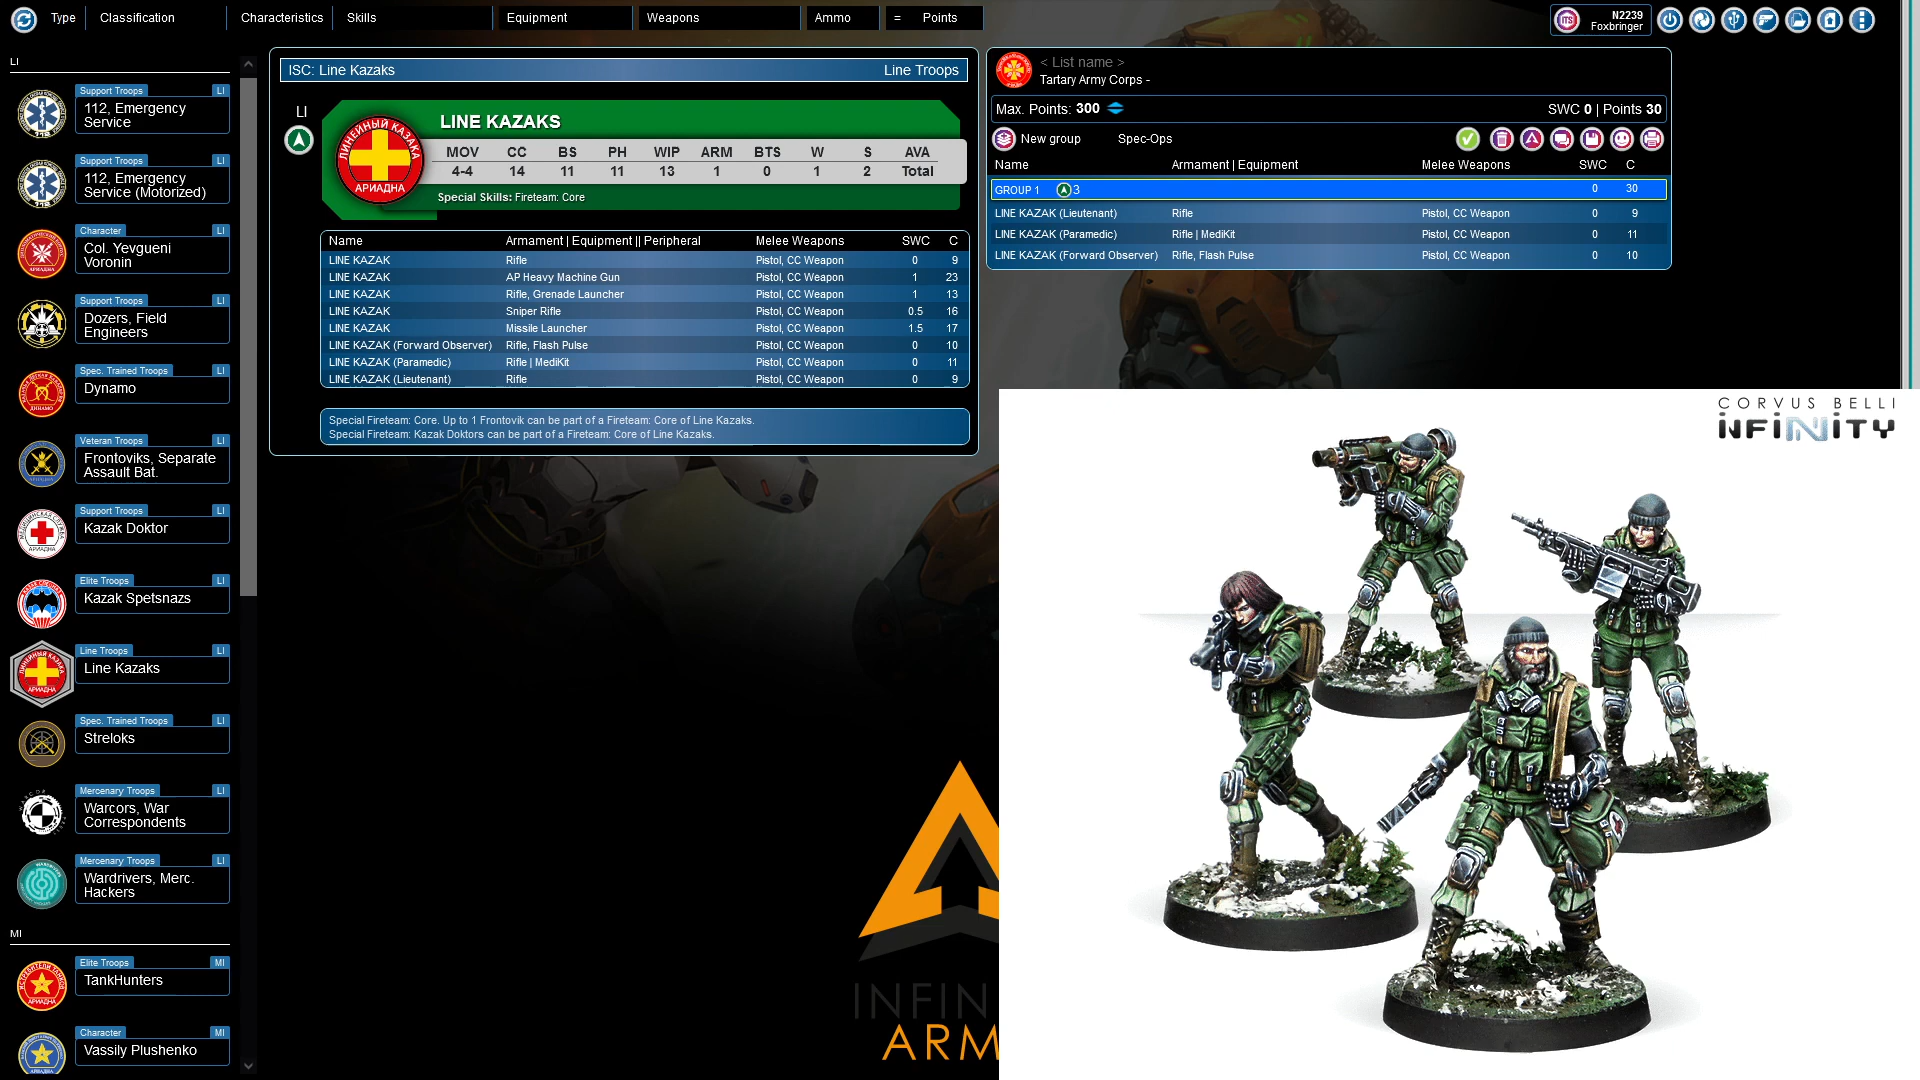 Type
Classification
Characteristics
Skills
Equipment
Weapons
Ammo
=
Points
ITS
N2239
Foxbringer
LI
Support Troops LI
112, Emergency
Service
Support Troops LI
112, Emergency
Service (Motorized)
Character LI
Col. Yevgueni
Voronin
Support Troops LI
Dozers, Field
Engineers
Spec. Trained Troops LI
Dynamo
Veteran Troops LI
Frontoviks, Separate
Assault Bat.
Support Troops LI
Kazak Doktor
Elite Troops LI
Kazak Spetsnazs
Line Troops LI
Line Kazaks
Spec. Trained Troops LI
Streloks
Mercenary Troops LI
Warcors, War
Correspondents
Mercenary Troops LI
Wardrivers, Merc.
Hackers
MI
Elite Troops MI
TankHunters
Character MI
Vassily Plushenko
ISC: Line Kazaks Line Troops
LI
ЛИНЕЙНЫЙ КАЗАКА
АРИАДНА
LINE KAZAKS
MOV CC BS PH WIP ARM BTS W S AVA
4-4 14 11 11 13 1 0 1 2 Total
Special Skills: Fireteam: Core
Name Armament | Equipment || Peripheral Melee Weapons SWC C
LINE KAZAK Rifle Pistol, CC Weapon 0 9
LINE KAZAK AP Heavy Machine Gun Pistol, CC Weapon 1 23
LINE KAZAK Rifle, Grenade Launcher Pistol, CC Weapon 1 13
LINE KAZAK Sniper Rifle Pistol, CC Weapon 0.5 16
LINE KAZAK Missile Launcher Pistol, CC Weapon 1.5 17
LINE KAZAK (Forward Observer) Rifle, Flash Pulse Pistol, CC Weapon 0 10
LINE KAZAK (Paramedic) Rifle | MediKit Pistol, CC Weapon 0 11
LINE KAZAK (Lieutenant) Rifle Pistol, CC Weapon 0 9
Special Fireteam: Core. Up to 1 Frontovik can be part of a Fireteam: Core of Line Kazaks.
Special Fireteam: Kazak Doktors can be part of a Fireteam: Core of Line Kazaks.
< List name >
Tartary Army Corps -
Max. Points: 300 SWC 0 | Points 30
New group Spec-Ops
Name Armament | Equipment Melee Weapons SWC C
GROUP 1 3 0 30
LINE KAZAK (Lieutenant) Rifle Pistol, CC Weapon 0 9
LINE KAZAK (Paramedic) Rifle | MediKit Pistol, CC Weapon 0 11
LINE KAZAK (Forward Observer) Rifle, Flash Pulse Pistol, CC Weapon 0 10
CORVUS BELLI
INFINITY
INFIN
ARM